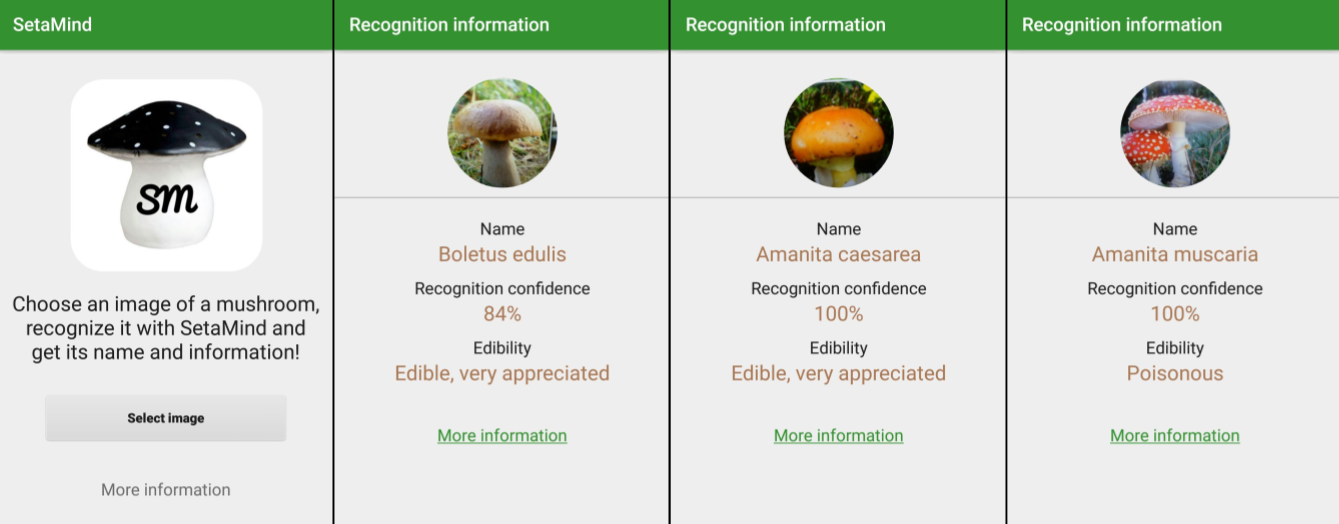 SetaMind
sm
Choose an image of a mushroom,
recognize it with SetaMind and
get its name and information!
Select image
More information
Recognition information
Name
Boletus edulis
Recognition confidence
84%
Edibility
Edible, very appreciated
More information
Recognition information
Name
Amanita caesarea
Recognition confidence
100%
Edibility
Edible, very appreciated
More information
Recognition information
Name
Amanita muscaria
Recognition confidence
100%
Edibility
Poisonous
More information